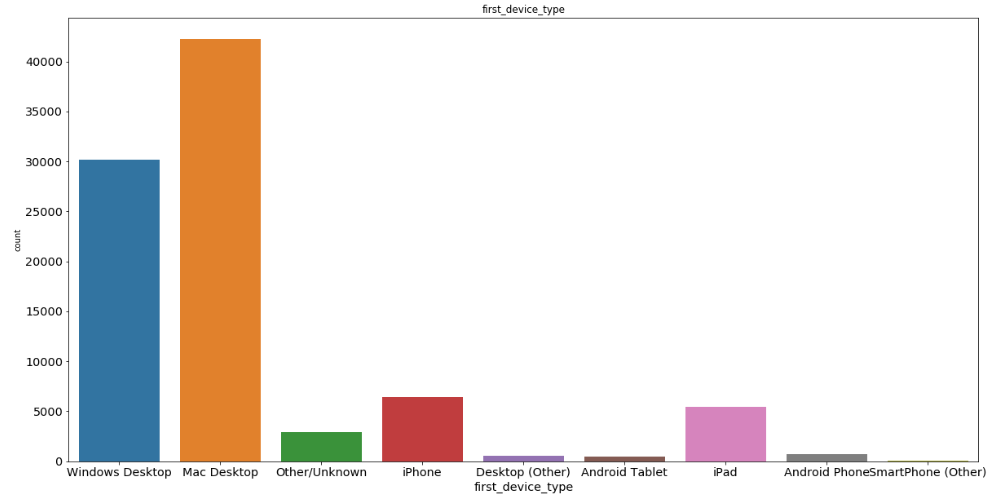 first_device_type
40000
35000
30000
25000
20000
15000
10000
5000
0
count
Windows Desktop Mac Desktop Other/Unknown iPhone Desktop (Other) Android Tablet iPad Android Phone SmartPhone (Other)
first_device_type